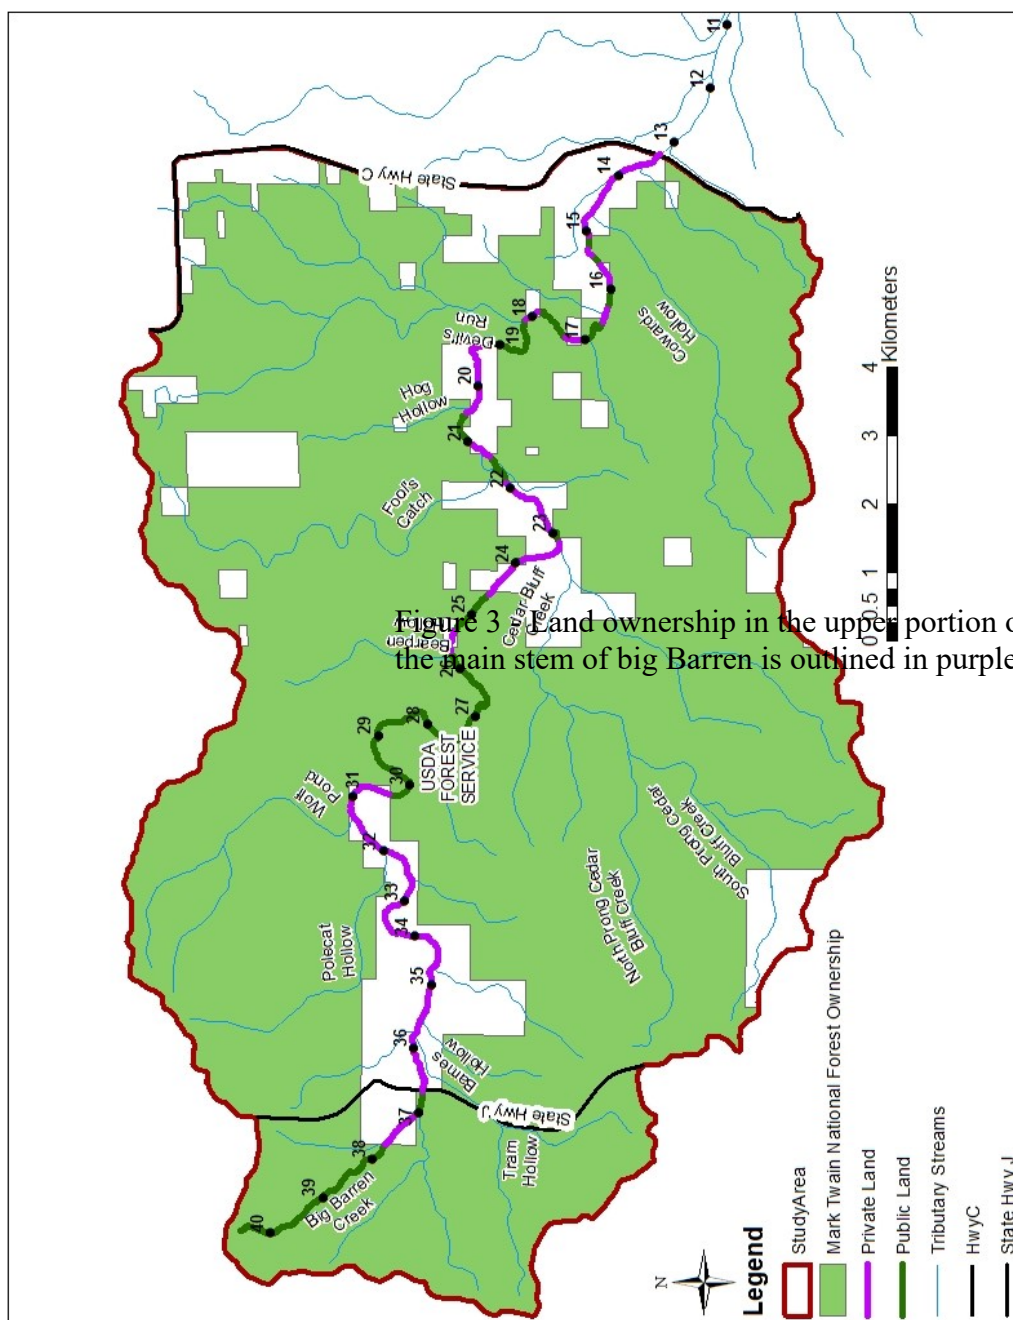 11
12
13
State Hwy C
14
15
16
Cowards
Hollow
17
18
19
Devil's
Run
20
Hog
Hollow
21
22
Fool's
Catch
23
24
Cedar Bluff
Creek
25
Bearpen
Hollow
27
28
29
30
USDA
FOREST
SERVICE
31
Wolf
Pond
32
33
34
Polecat
Hollow
35
36
Barnes
Hollow
State Hwy J
37
Tram
Hollow
38
39
Big Barren
Creek
40
North Prong Cedar
Bluff Creek
South Prong Cedar
Bluff Creek
0 0.5 1 2 3 4
Kilometers
Figure 3 Land ownership in the upper portion o
the main stem of big Barren is outlined in purple
N
Legend
StudyArea
Mark Twain National Forest Ownership
Private Land
Public Land
Tributary Streams
HwyC
State Hwy J